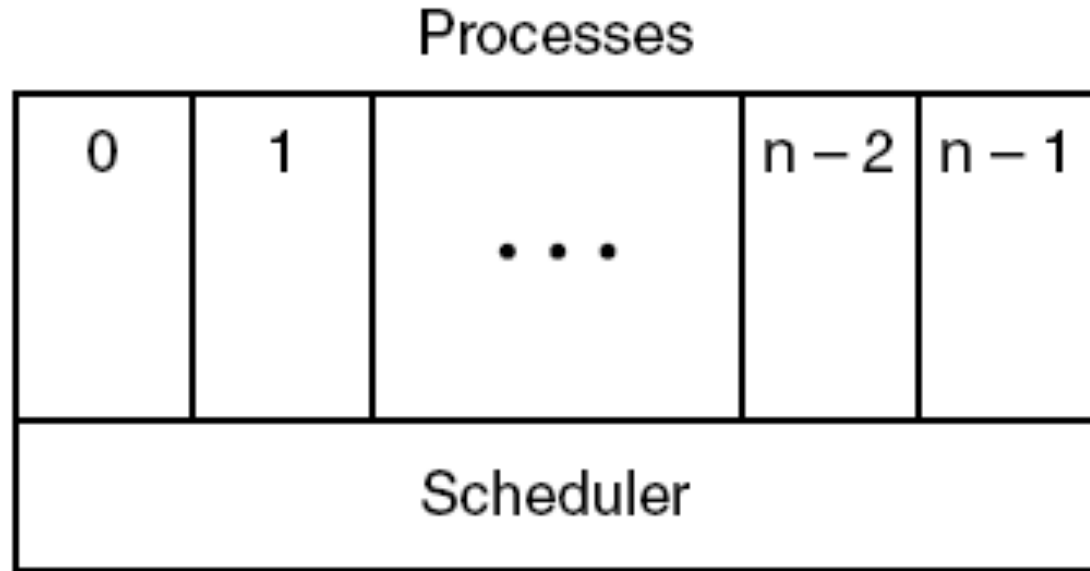 Processes
0 1 n – 2 n – 1
• • •
Scheduler